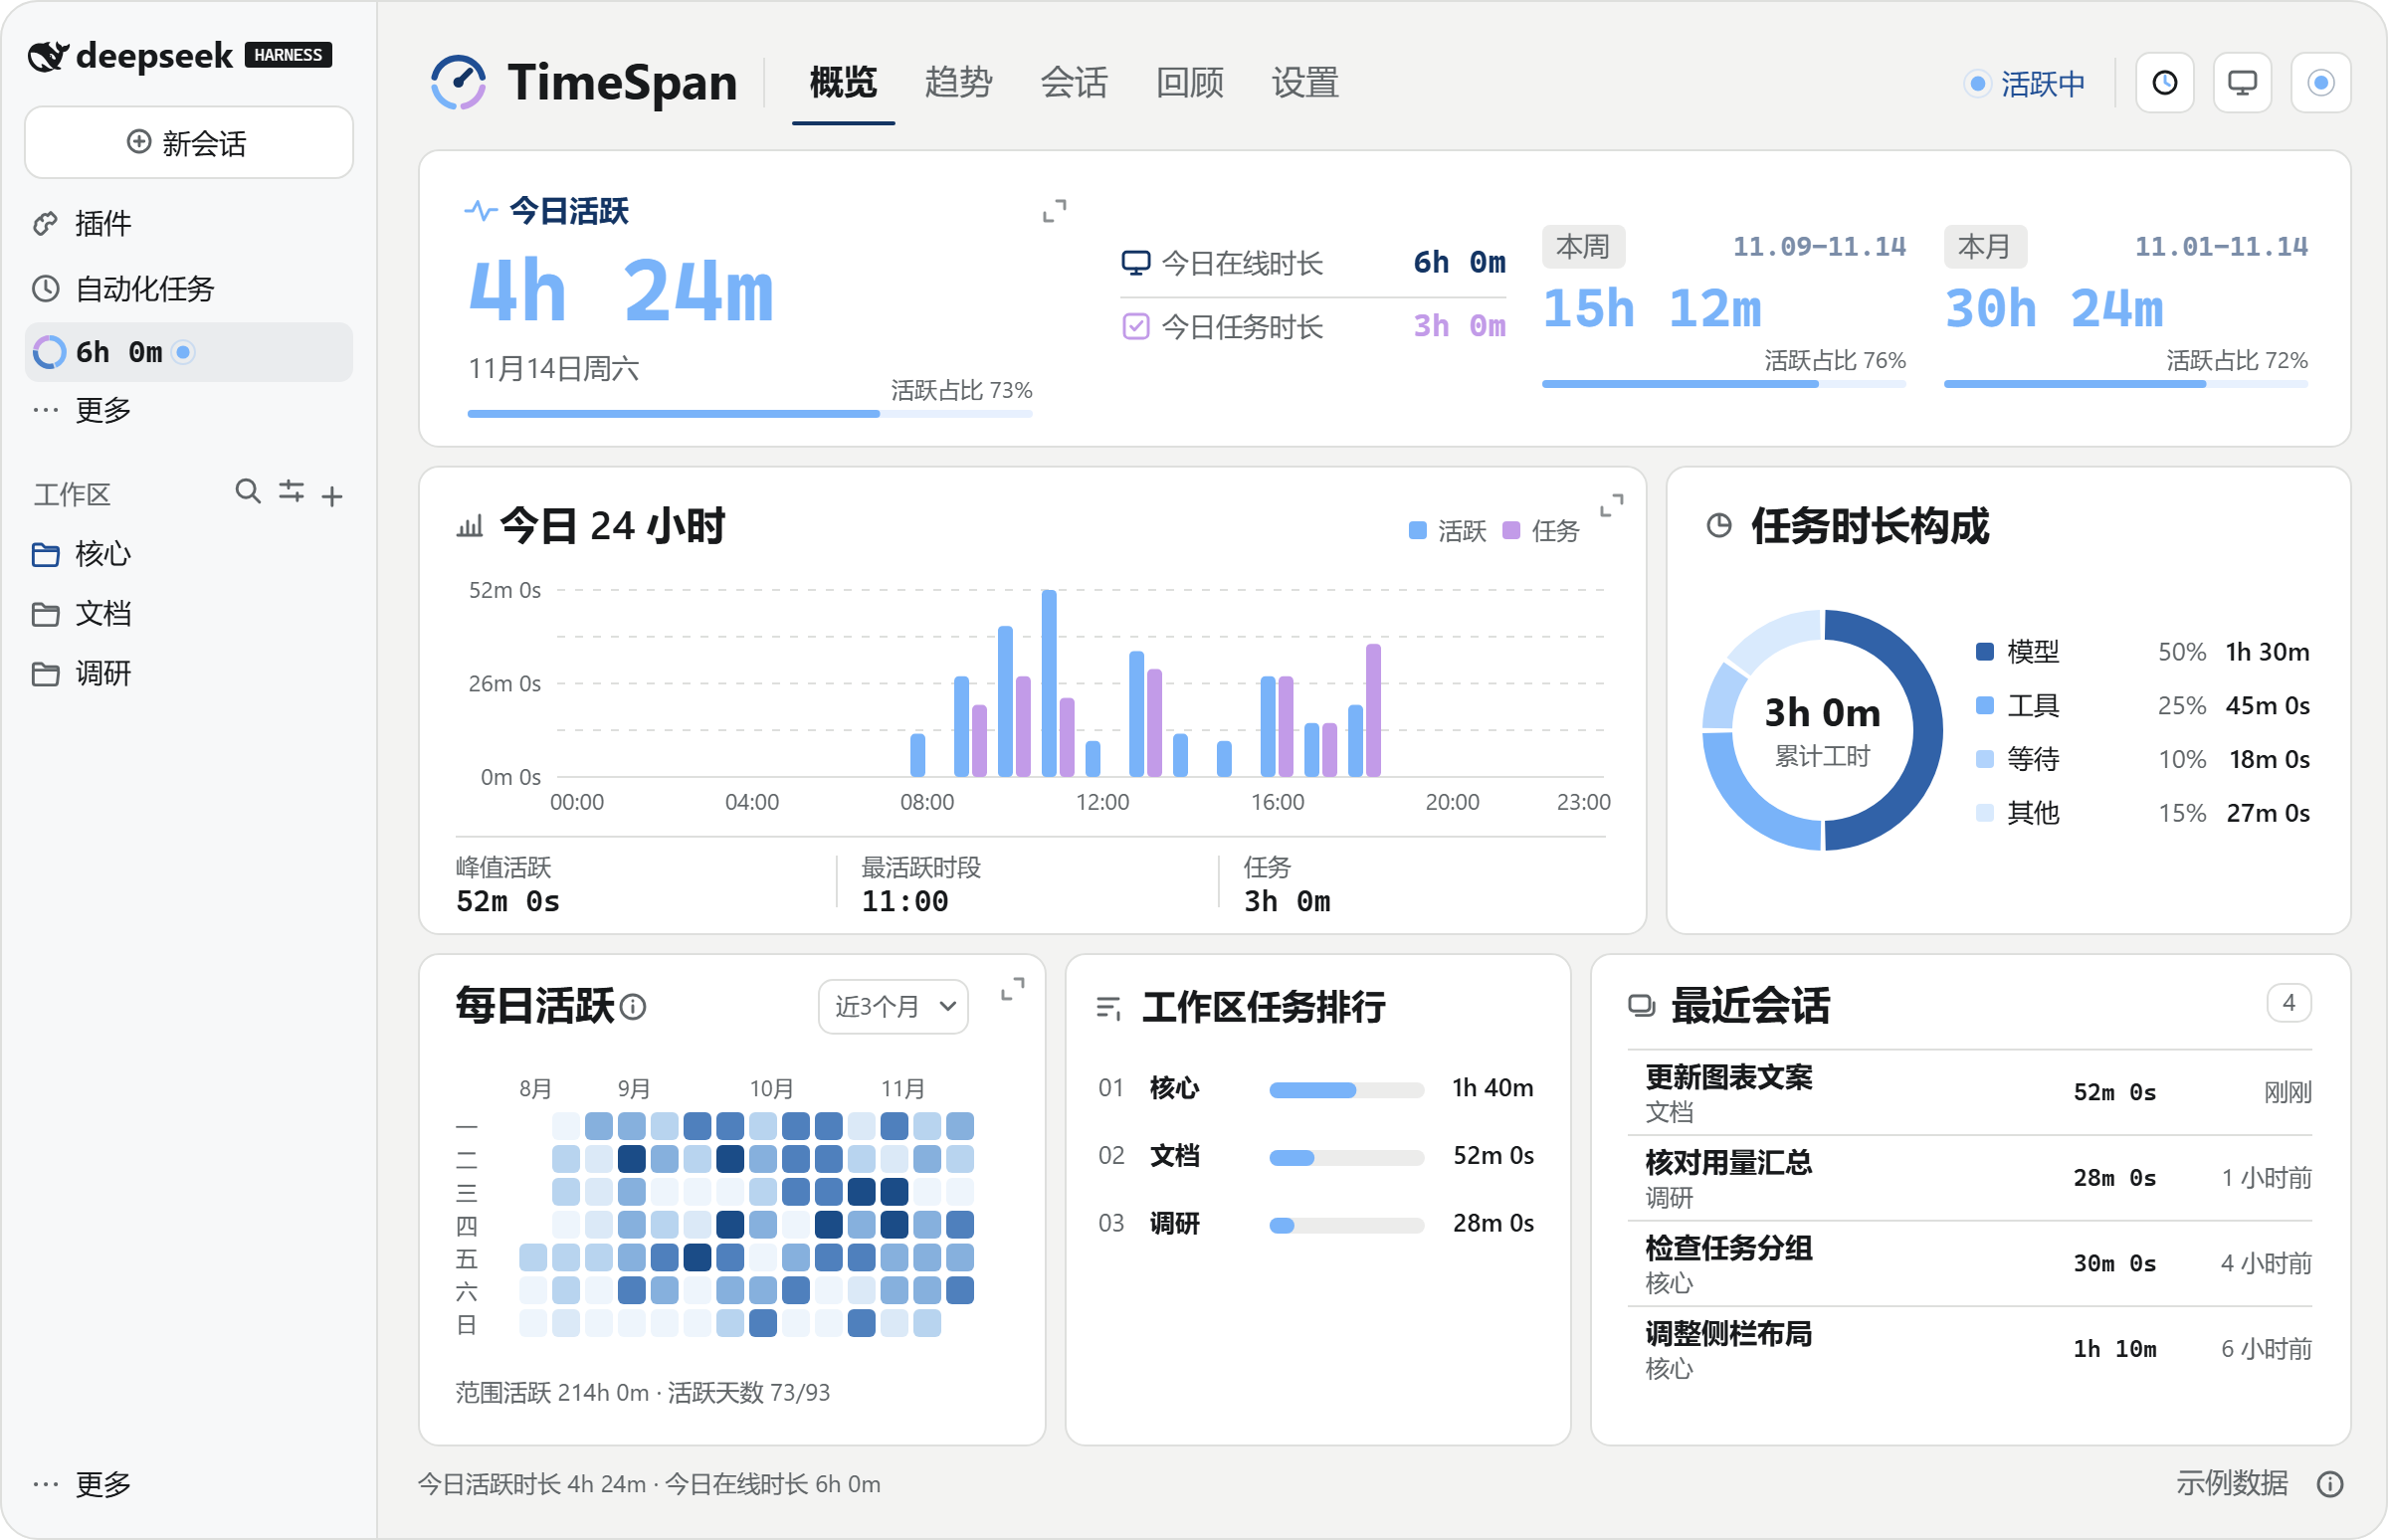 deepseek HARNESS
新会话
插件
自动化任务
6h 0m
更多
工作区
核心
文档
调研
更多
TimeSpan
概览 趋势 会话 回顾 设置
活跃中
今日活跃
4h 24m
11月14日周六
活跃占比 73%
今日在线时长 6h 0m
今日任务时长 3h 0m
本周 11.09–11.14
15h 12m
活跃占比 76%
本月 11.01–11.14
30h 24m
活跃占比 72%
今日 24 小时
活跃 任务
52m 0s
26m 0s
0m 0s
00:00 04:00 08:00 12:00 16:00 20:00 23:00
峰值活跃
52m 0s
最活跃时段
11:00
任务
3h 0m
任务时长构成
3h 0m
累计工时
模型 50% 1h 30m
工具 25% 45m 0s
等待 10% 18m 0s
其他 15% 27m 0s
每日活跃
近3个月
8月 9月 10月 11月
一
二
三
四
五
六
日
范围活跃 214h 0m · 活跃天数 73/93
工作区任务排行
01 核心 1h 40m
02 文档 52m 0s
03 调研 28m 0s
最近会话 4
更新图表文案
文档
52m 0s 刚刚
核对用量汇总
调研
28m 0s 1 小时前
检查任务分组
核心
30m 0s 4 小时前
调整侧栏布局
核心
1h 10m 6 小时前
今日活跃时长 4h 24m · 今日在线时长 6h 0m
示例数据